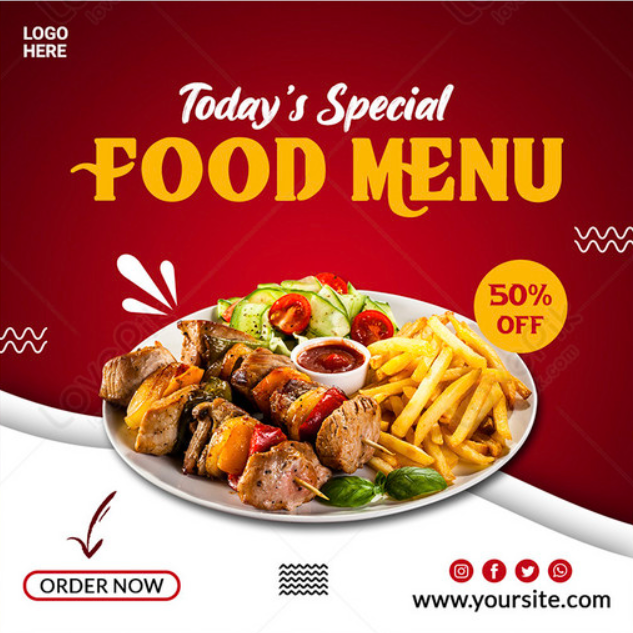 LOGO
HERE
Today's Special
FOOD MENU
50%
OFF
ORDER NOW
www.yoursite.com